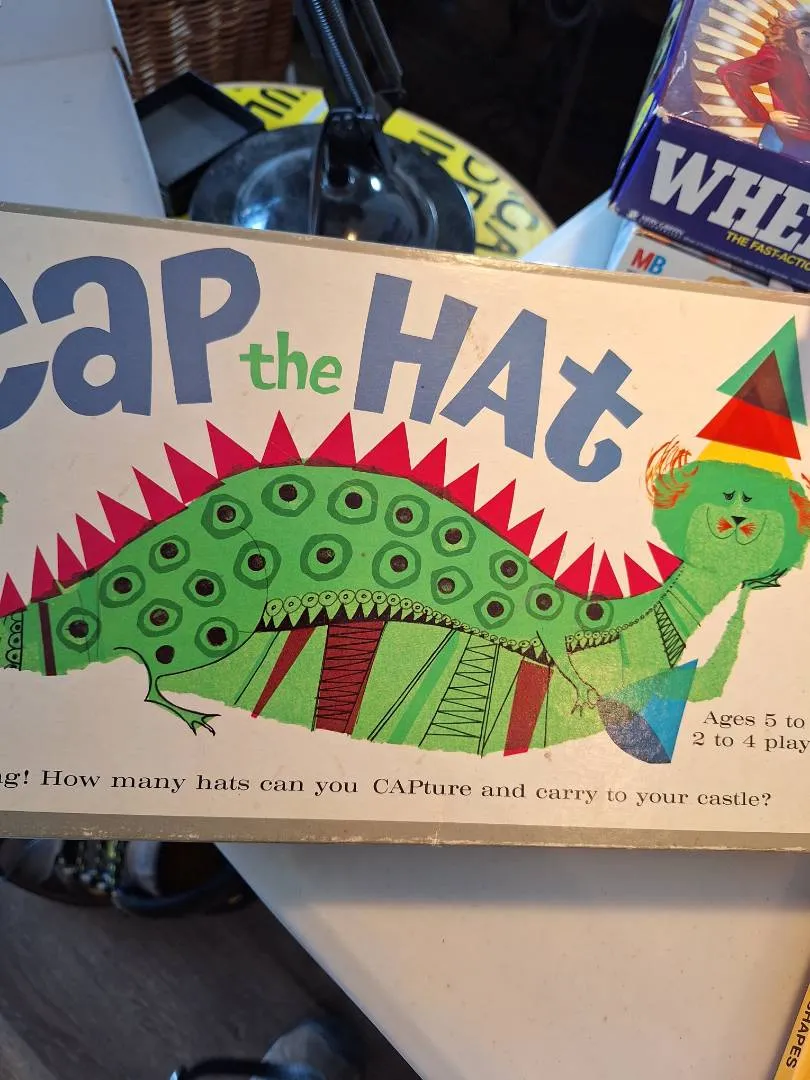 CAP
the
HAt
Ages 5 to
2 to 4 play
ng! How many hats can you CAPture and carry to your castle?
WHE
THE FAST-ACTIO
MB
SHAPES